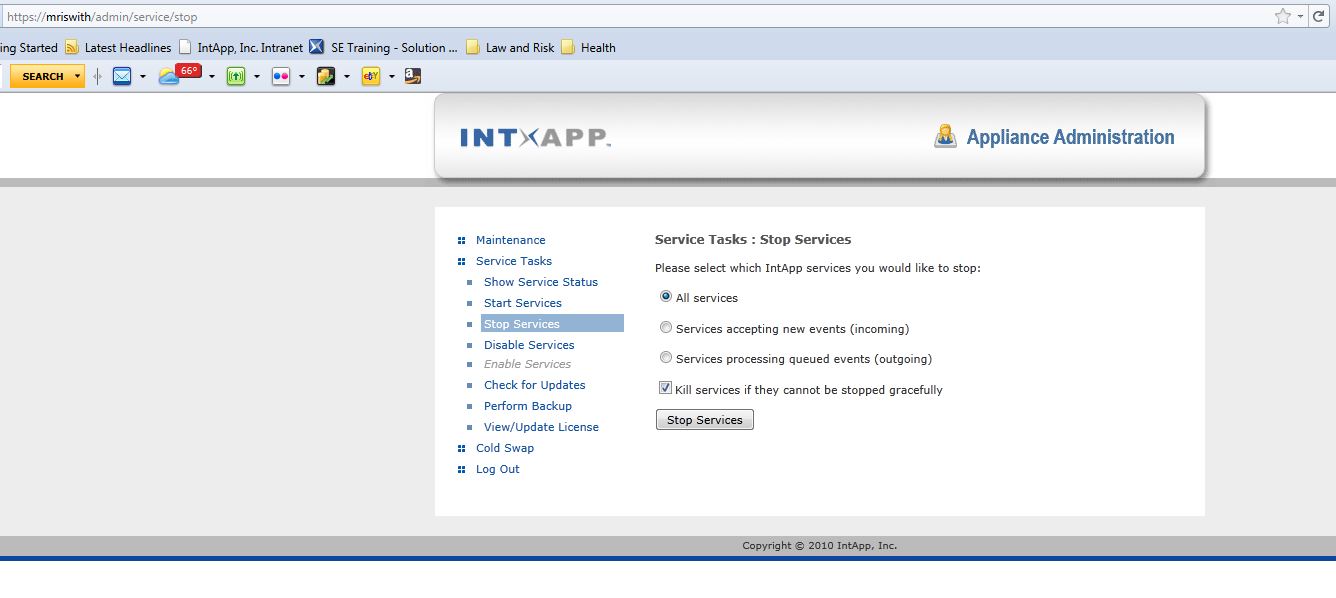 https://mriswith/admin/service/stop
ing Started Latest Headlines IntApp, Inc. Intranet SE Training - Solution ... Law and Risk Health
SEARCH 66° ebY a
INTAPP™ Appliance Administration
Maintenance
Service Tasks
Show Service Status
Start Services
Stop Services
Disable Services
Enable Services
Check for Updates
Perform Backup
View/Update License
Cold Swap
Log Out
Service Tasks : Stop Services
Please select which IntApp services you would like to stop:
All services
Services accepting new events (incoming)
Services processing queued events (outgoing)
Kill services if they cannot be stopped gracefully
Stop Services
Copyright © 2010 IntApp, Inc.